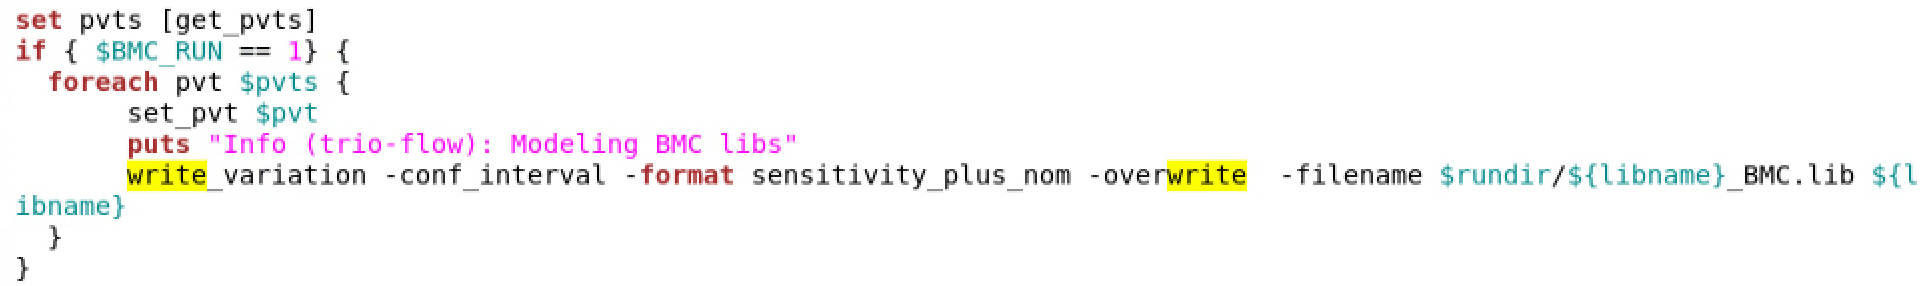 set pvts [get_pvts]
if { $BMC_RUN == 1} {
  foreach pvt $pvts {
       set_pvt $pvt
       puts "Info (trio-flow): Modeling BMC libs"
       write_variation -conf_interval -format sensitivity_plus_nom -overwrite  -filename $rundir/${libname}_BMC.lib ${l
ibname}
  }
}